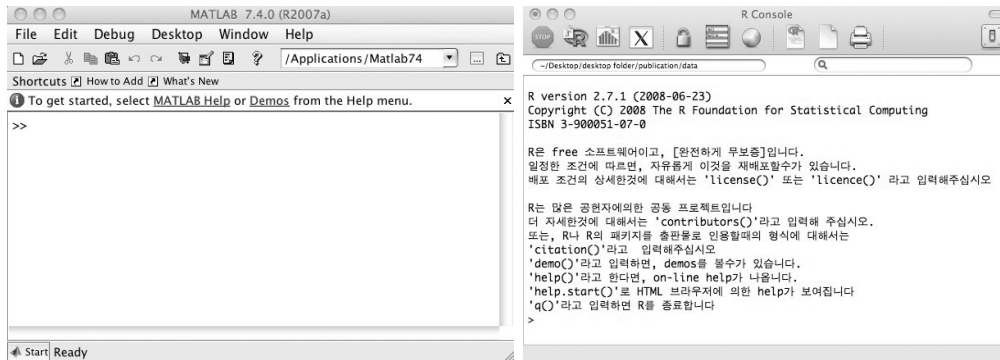 MATLAB 7.4.0 (R2007a)
File Edit Debug Desktop Window Help
/Applications/Matlab74
Shortcuts How to Add What's New
To get started, select MATLAB Help or Demos from the Help menu.
>>
Start Ready
R Console
STOP
~/Desktop/desktop folder/publication/data
R version 2.7.1 (2008-06-23)
Copyright (C) 2008 The R Foundation for Statistical Computing
ISBN 3-900051-07-0
R은 free 소프트웨어이고, [완전하게 무보증]입니다.
일정한 조건에 따르면, 자유롭게 이것을 재배포할수가 있습니다.
배포 조건의 상세한것에 대해서는 'license()' 또는 'licence()' 라고 입력해주십시오
R는 많은 공헌자에의한 공동 프로젝트입니다
더 자세한것에 대해서는 'contributors()'라고 입력해 주십시오.
또는, R나 R의 패키지를 출판물로 인용할때의 형식에 대해서는
'citation()'라고 입력해주십시오
'demo()'라고 입력하면, demos를 볼수가 있습니다.
'help()'라고 한다면, on-line help가 나옵니다.
'help.start()'로 HTML 브라우저에 의한 help가 보여집니다
'q()'라고 입력하면 R를 종료합니다
>